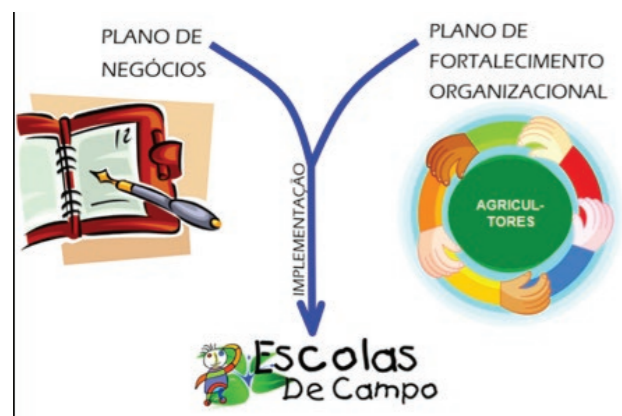 PLANO DE
NEGÓCIOS
PLANO DE
FORTALECIMENTO
ORGANIZACIONAL
12
AGRICUL-
TORES
IMPLEMENTAÇÃO
Escolas
De Campo